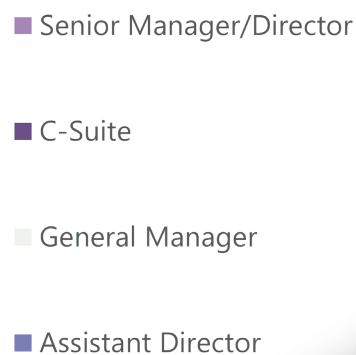 Senior Manager/Director
C-Suite
General Manager
Assistant Director